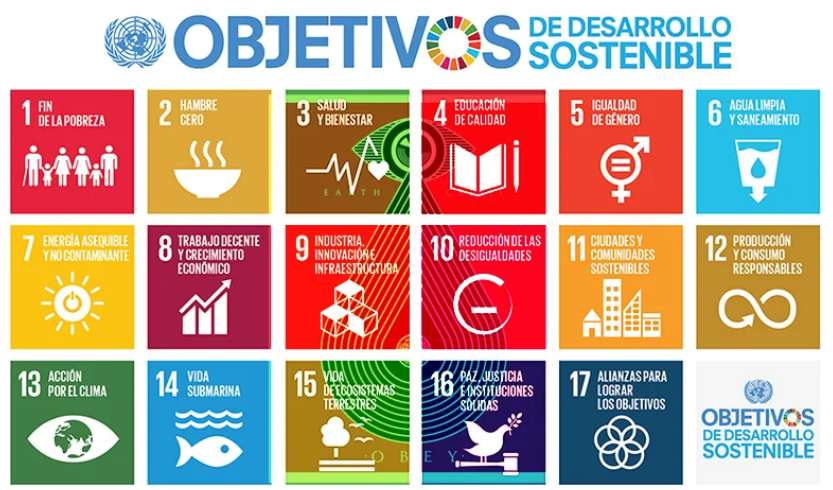 OBJETIVOS
DE DESARROLLO
SOSTENIBLE
1 FIN
DE LA POBREZA
2 HAMBRE
CERO
3 SALUD
Y BIENESTAR
4 EDUCACIÓN
DE CALIDAD
5 IGUALDAD
DE GÉNERO
6 AGUA LIMPIA
Y SANEAMIENTO
EARTH
7 ENERGÍA ASEQUIBLE
Y NO CONTAMINANTE
8 TRABAJO DECENTE
Y CRECIMIENTO
ECONÓMICO
9 INDUSTRIA,
INNOVACIÓN E
INFRAESTRUCTURA
10 REDUCCIÓN DE LAS
DESIGUALDADES
11 CIUDADES Y
COMUNIDADES
SOSTENIBLES
12 PRODUCCIÓN
Y CONSUMO
RESPONSABLES
13 ACCIÓN
POR EL CLIMA
14 VIDA
SUBMARINA
15 VIDA
DE ECOSISTEMAS
TERRESTRES
16 PAZ, JUSTICIA
E INSTITUCIONES
SÓLIDAS
17 ALIANZAS PARA
LOGRAR
LOS OBJETIVOS
OBJETIVOS
DE DESARROLLO
SOSTENIBLE
·OBEY·